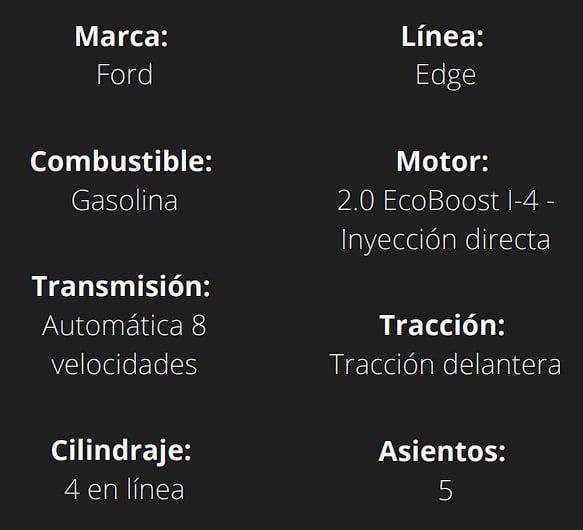 Marca:
Ford
Línea:
Edge
Combustible:
Gasolina
Motor:
2.0 EcoBoost I-4 -
Inyección directa
Transmisión:
Automática 8
velocidades
Tracción:
Tracción delantera
Cilindraje:
4 en línea
Asientos:
5